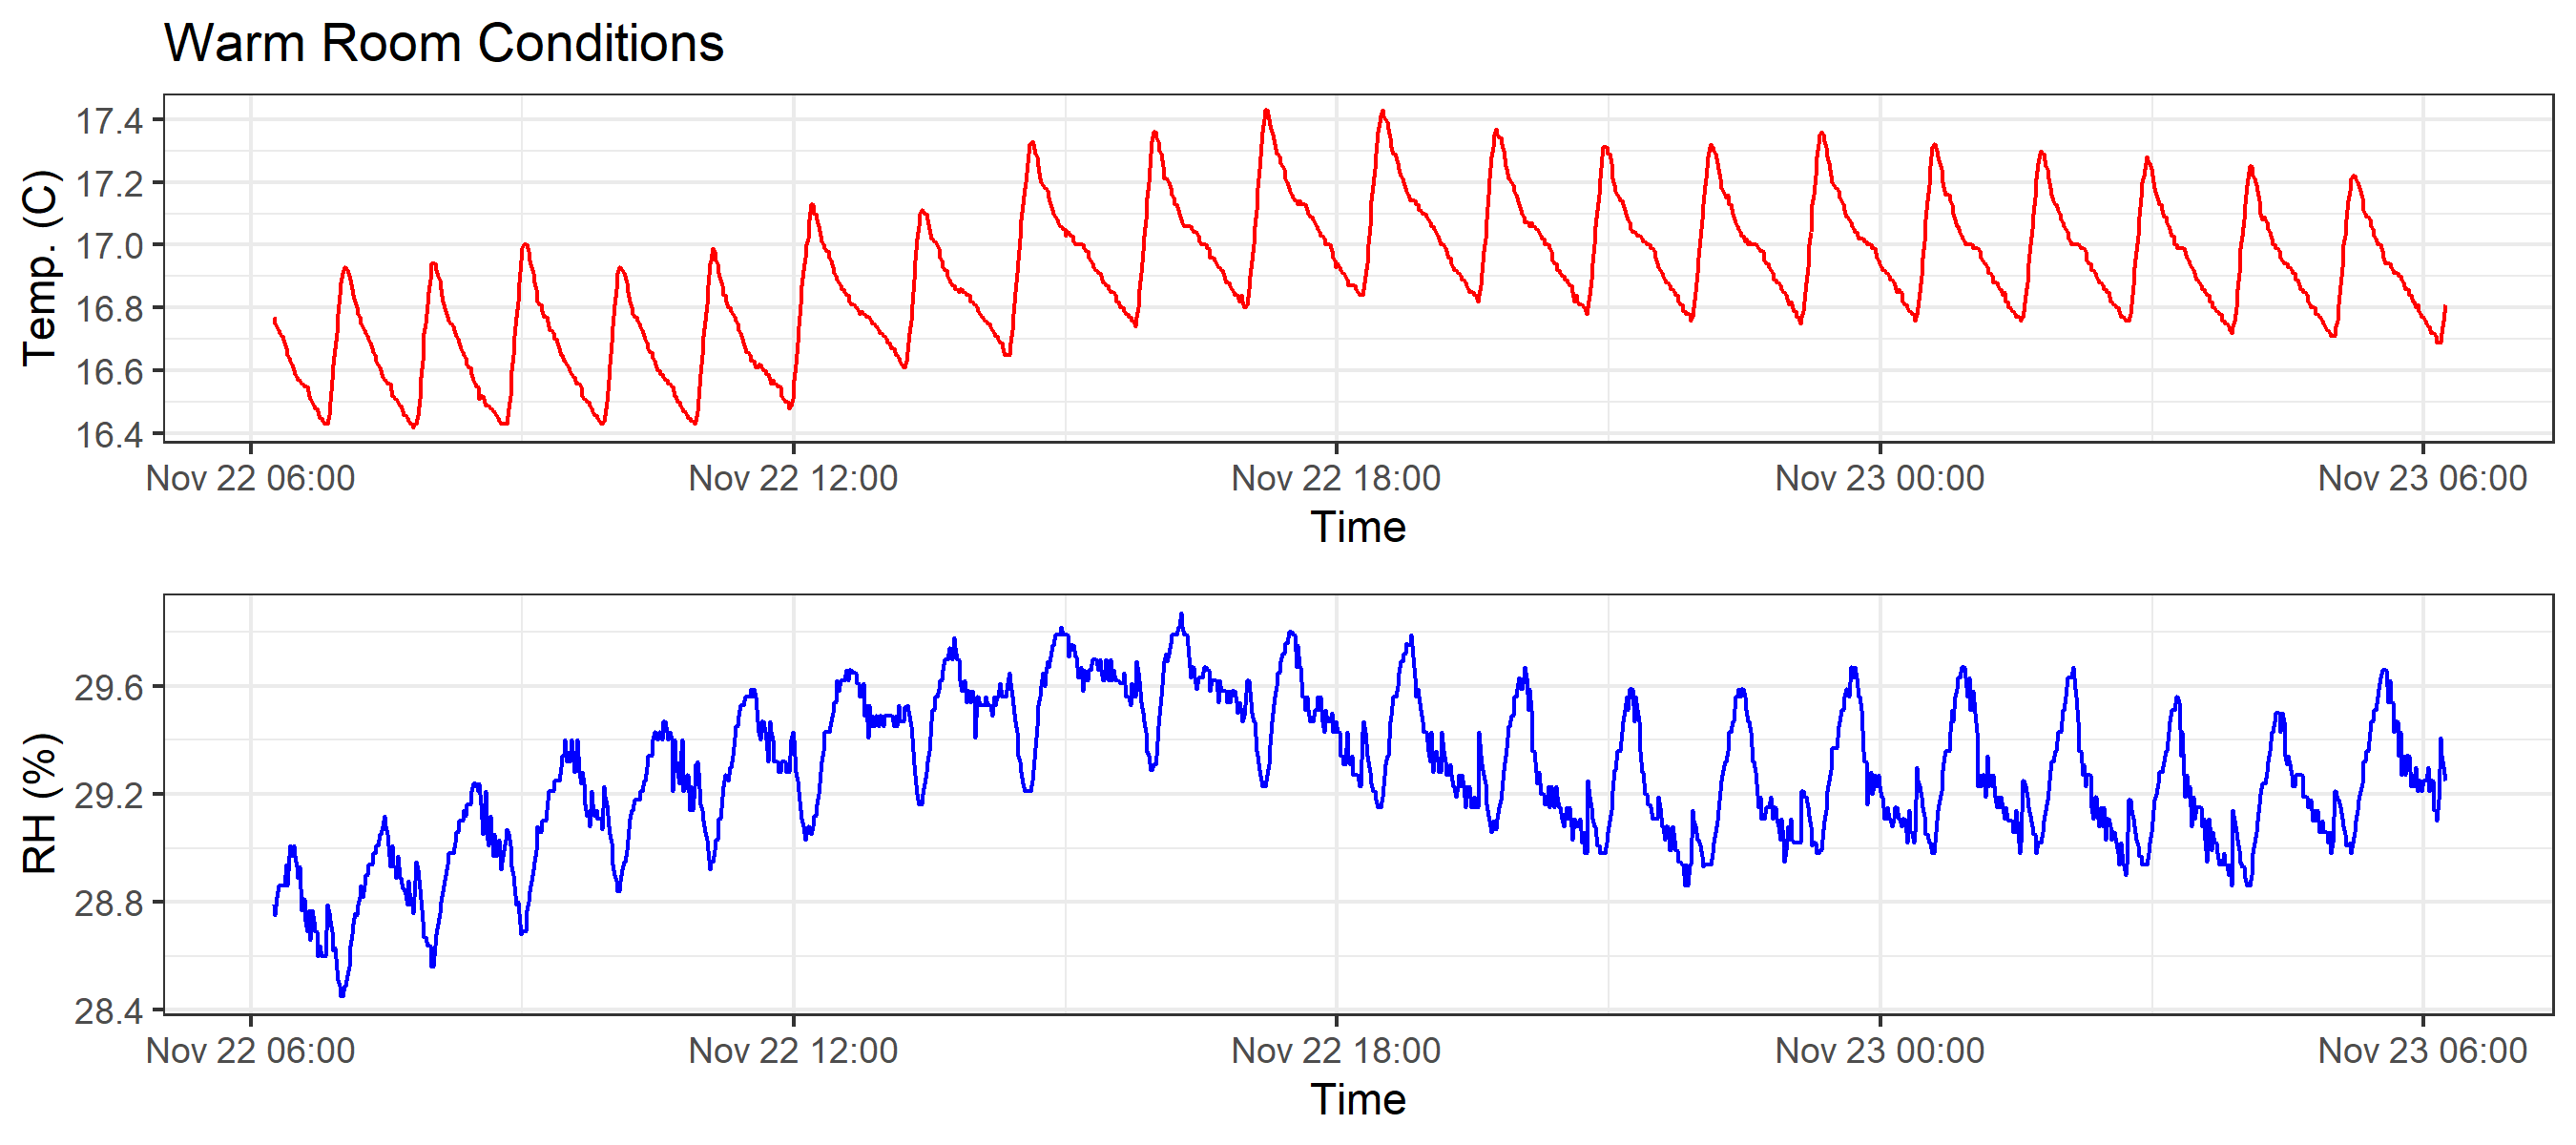 Warm Room Conditions
Temp. (C)
17.4
17.2
17.0
16.8
16.6
16.4
Nov 22 06:00 Nov 22 12:00 Nov 22 18:00 Nov 23 00:00 Nov 23 06:00
Time
RH (%)
29.6
29.2
28.8
28.4
Nov 22 06:00 Nov 22 12:00 Nov 22 18:00 Nov 23 00:00 Nov 23 06:00
Time